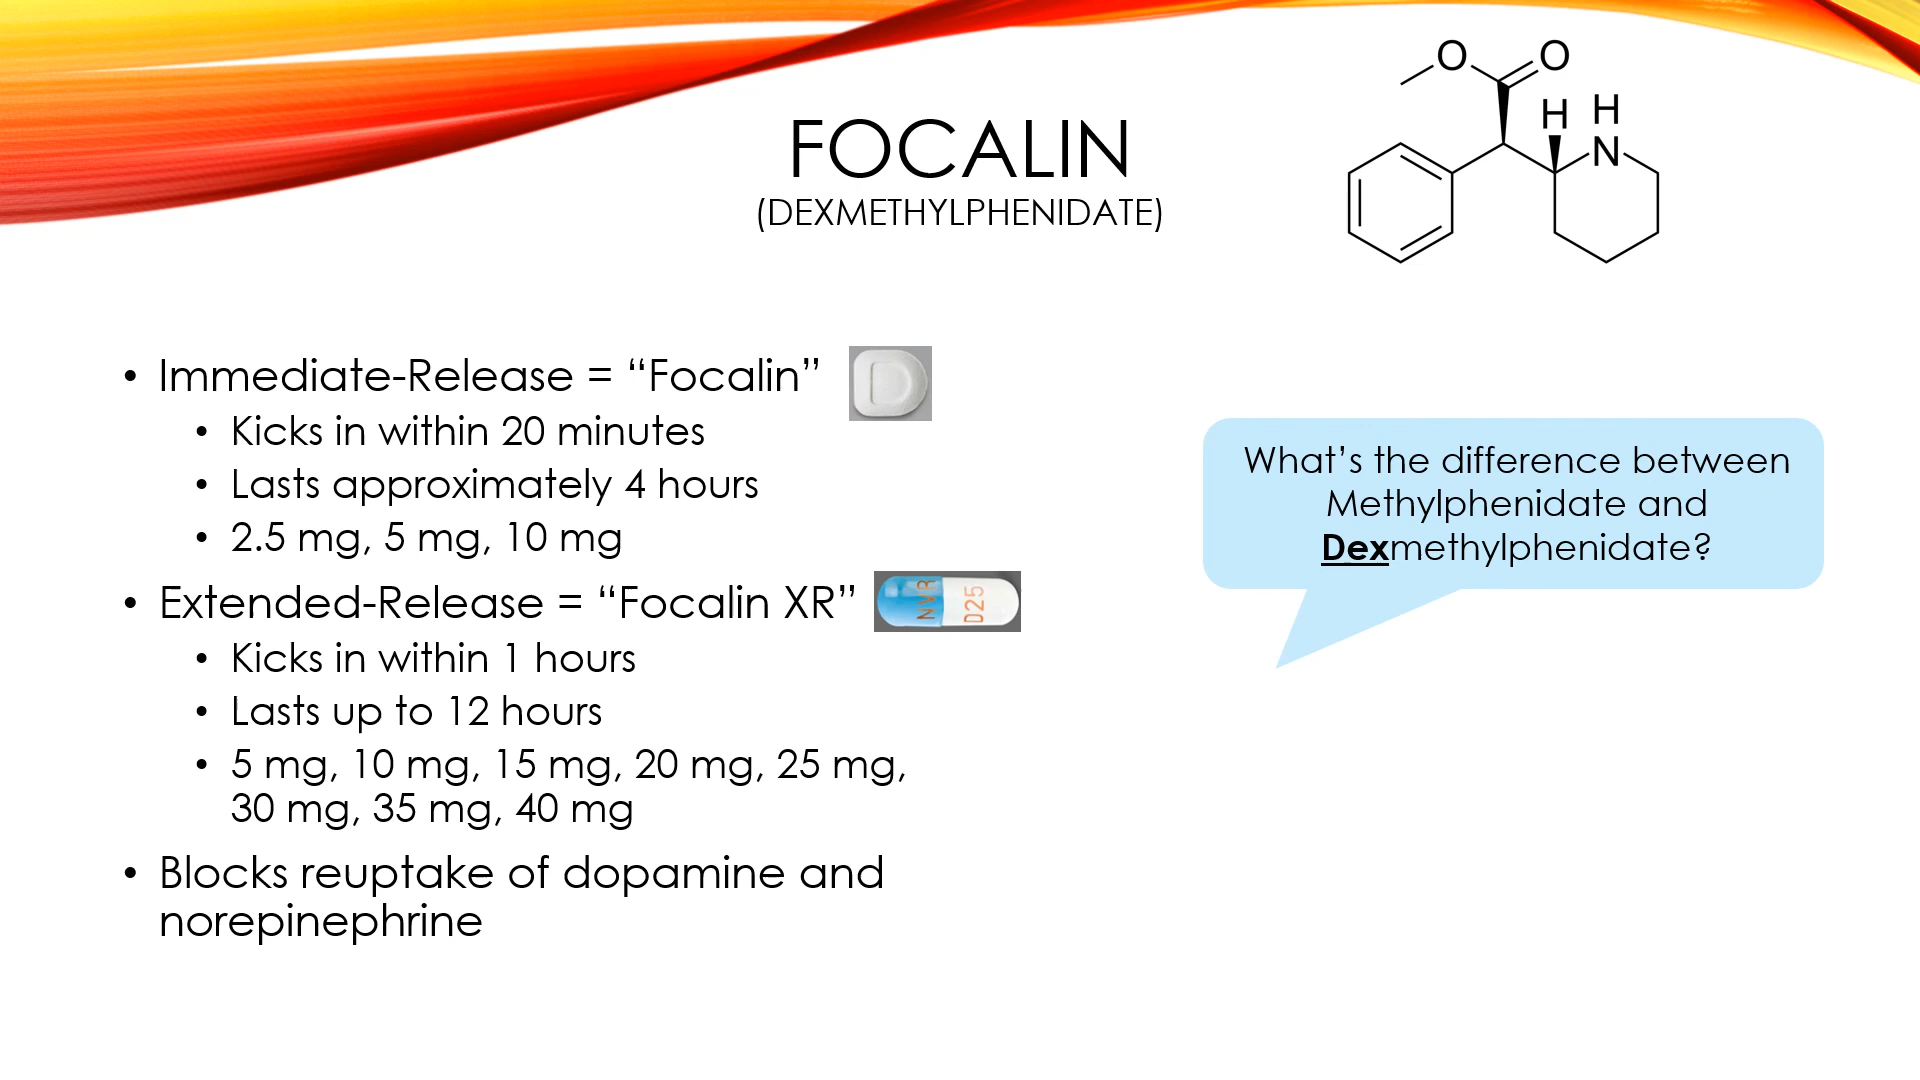 FOCALIN
(DEXMETHYLPHENIDATE)
O
O
H
H
N
• Immediate-Release = “Focalin”
D
• Kicks in within 20 minutes
• Lasts approximately 4 hours
• 2.5 mg, 5 mg, 10 mg
• Extended-Release = “Focalin XR”
NVR D25
• Kicks in within 1 hours
• Lasts up to 12 hours
• 5 mg, 10 mg, 15 mg, 20 mg, 25 mg,
30 mg, 35 mg, 40 mg
• Blocks reuptake of dopamine and
norepinephrine
What’s the difference between
Methylphenidate and
Dexmethylphenidate?